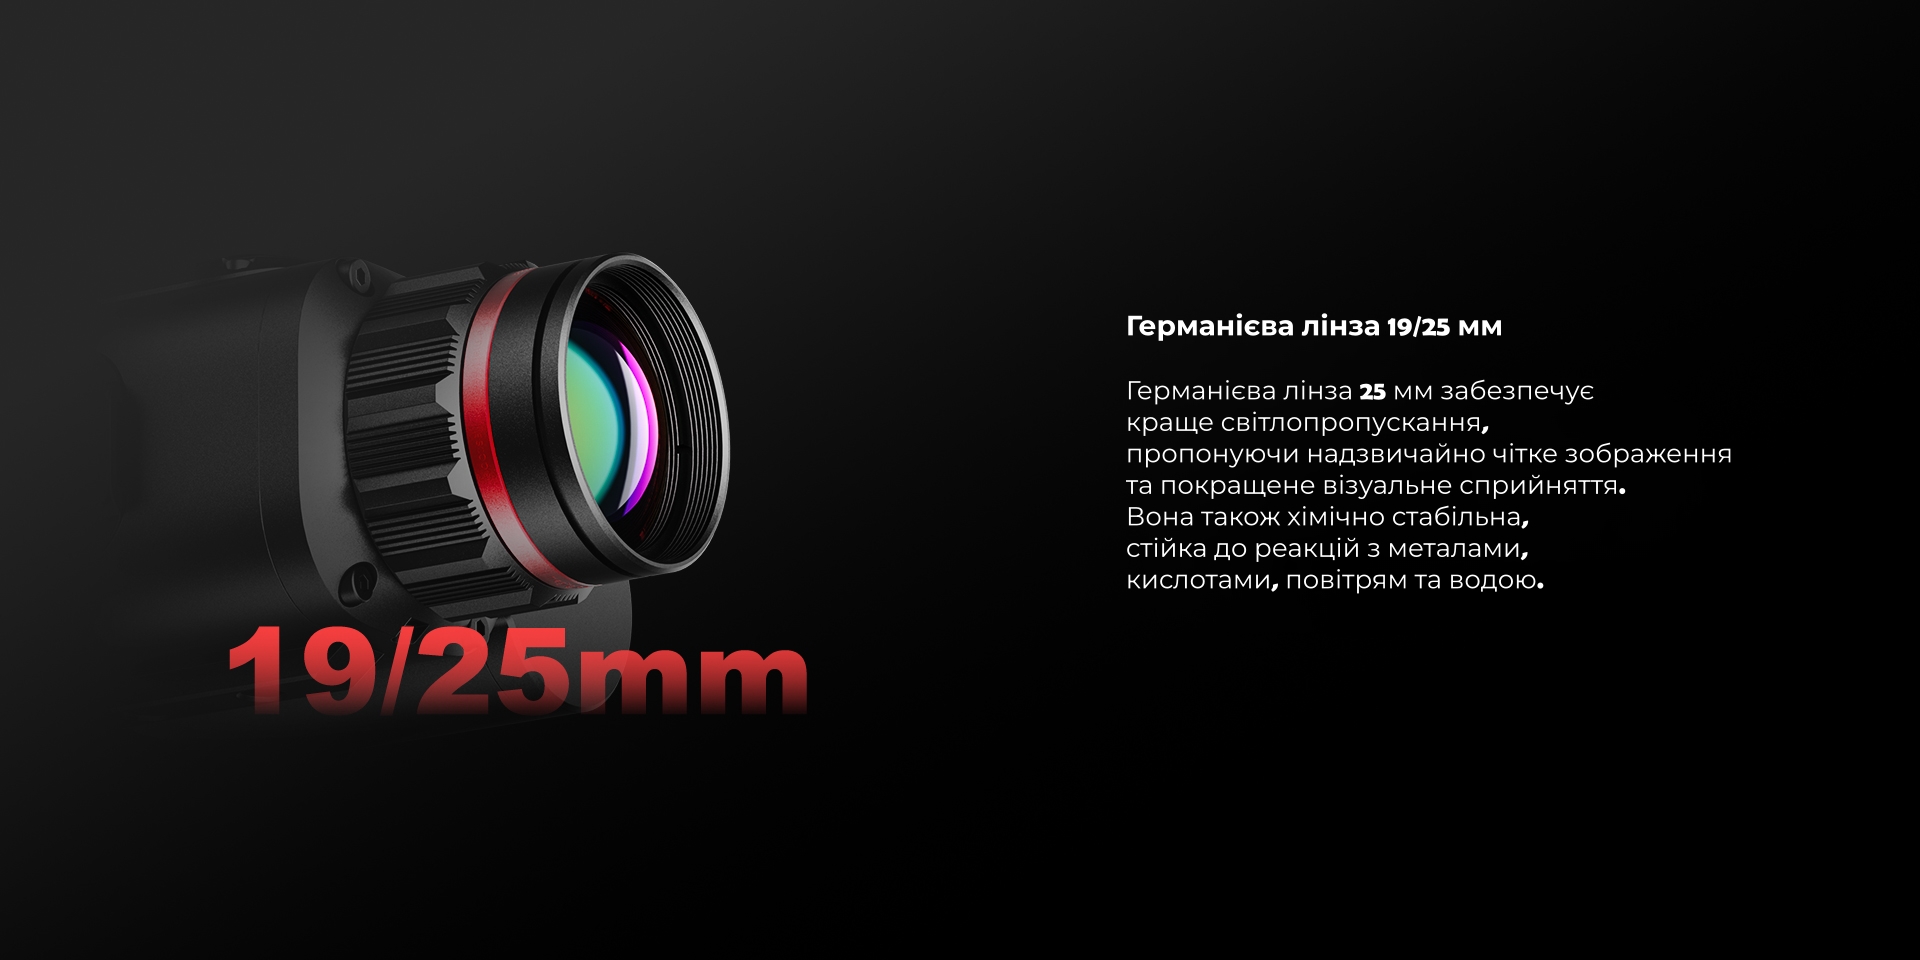 19/25mm
Германієва лінза 19/25 мм
Германієва лінза 25 мм забезпечує
краще світлопропускання,
пропонуючи надзвичайно чітке зображення
та покращене візуальне сприйняття.
Вона також хімічно стабільна,
стійка до реакцій з металами,
кислотами, повітрям та водою.